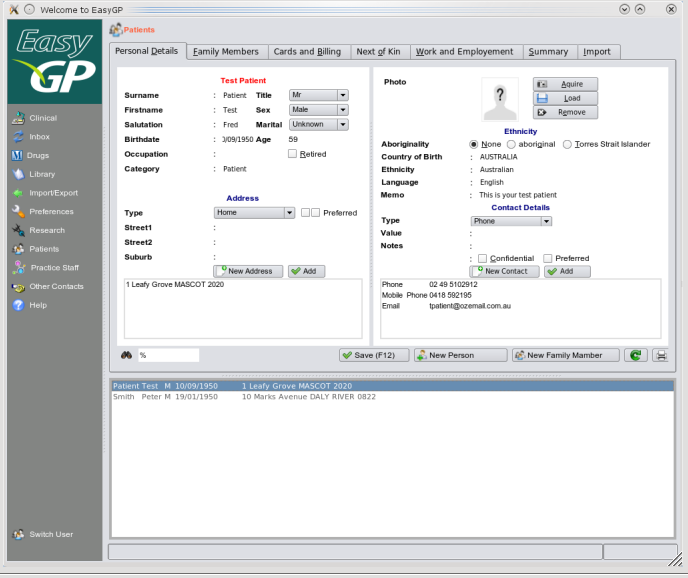 Welcome to EasyGP
Easy
GP
Patients
Personal Details Family Members Cards and Billing Next of Kin Work and Employement Summary Import
Clinical
Inbox
Drugs
Library
Import/Export
Preferences
Research
Patients
Practice Staff
Other Contacts
Help
Switch User
Test Patient
Surname : Patient Title Mr
Firstname : Test Sex Male
Salutation : Fred Marital Unknown
Birthdate : 0/09/1950 Age 59
Occupation : Retired
Category : Patient
Address
Type Home Preferred
Street1 :
Street2 :
Suburb :
New Address Add
1 Leafy Grove MASCOT 2020
Photo ? Aquire
Load
Remove
Ethnicity
Aboriginality None aboriginal Torres Strait Islander
Country of Birth : AUSTRALIA
Ethnicity : Australian
Language : English
Memo : This is your test patient
Contact Details
Type Phone
Value :
Notes :
: Confidential Preferred
New Contact Add
Phone 02 49 5102912
Mobile Phone 0418 592195
Email tpatient@ozemail.com.au
% Save (F12) New Person New Family Mamber
Patient Test M 10/09/1950 1 Leafy Grove MASCOT 2020
Smith Peter M 19/01/1950 10 Marks Avenue DALY RIVER 0822